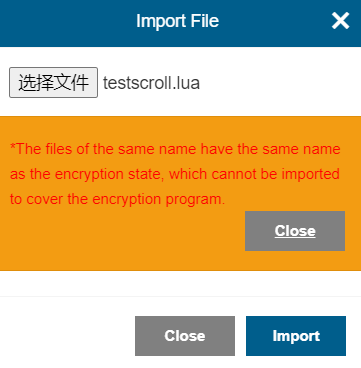 Import File
选择文件 testscroll.lua
*The files of the same name have the same name
as the encryption state, which cannot be imported
to cover the encryption program.
Close
Close Import